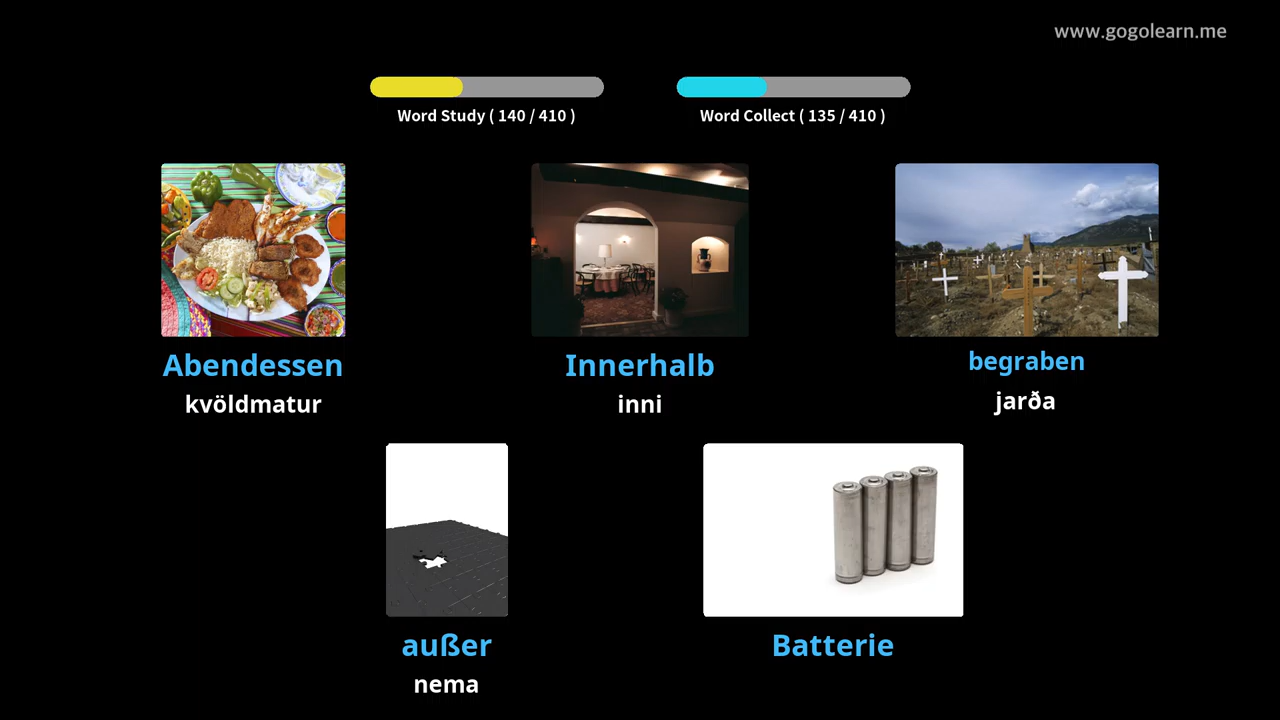 www.gogolearn.me
Word Study ( 140 / 410 )
Word Collect ( 135 / 410 )
Abendessen
kvöldmatur
Innerhalb
inni
begraben
jarða
außer
nema
Batterie